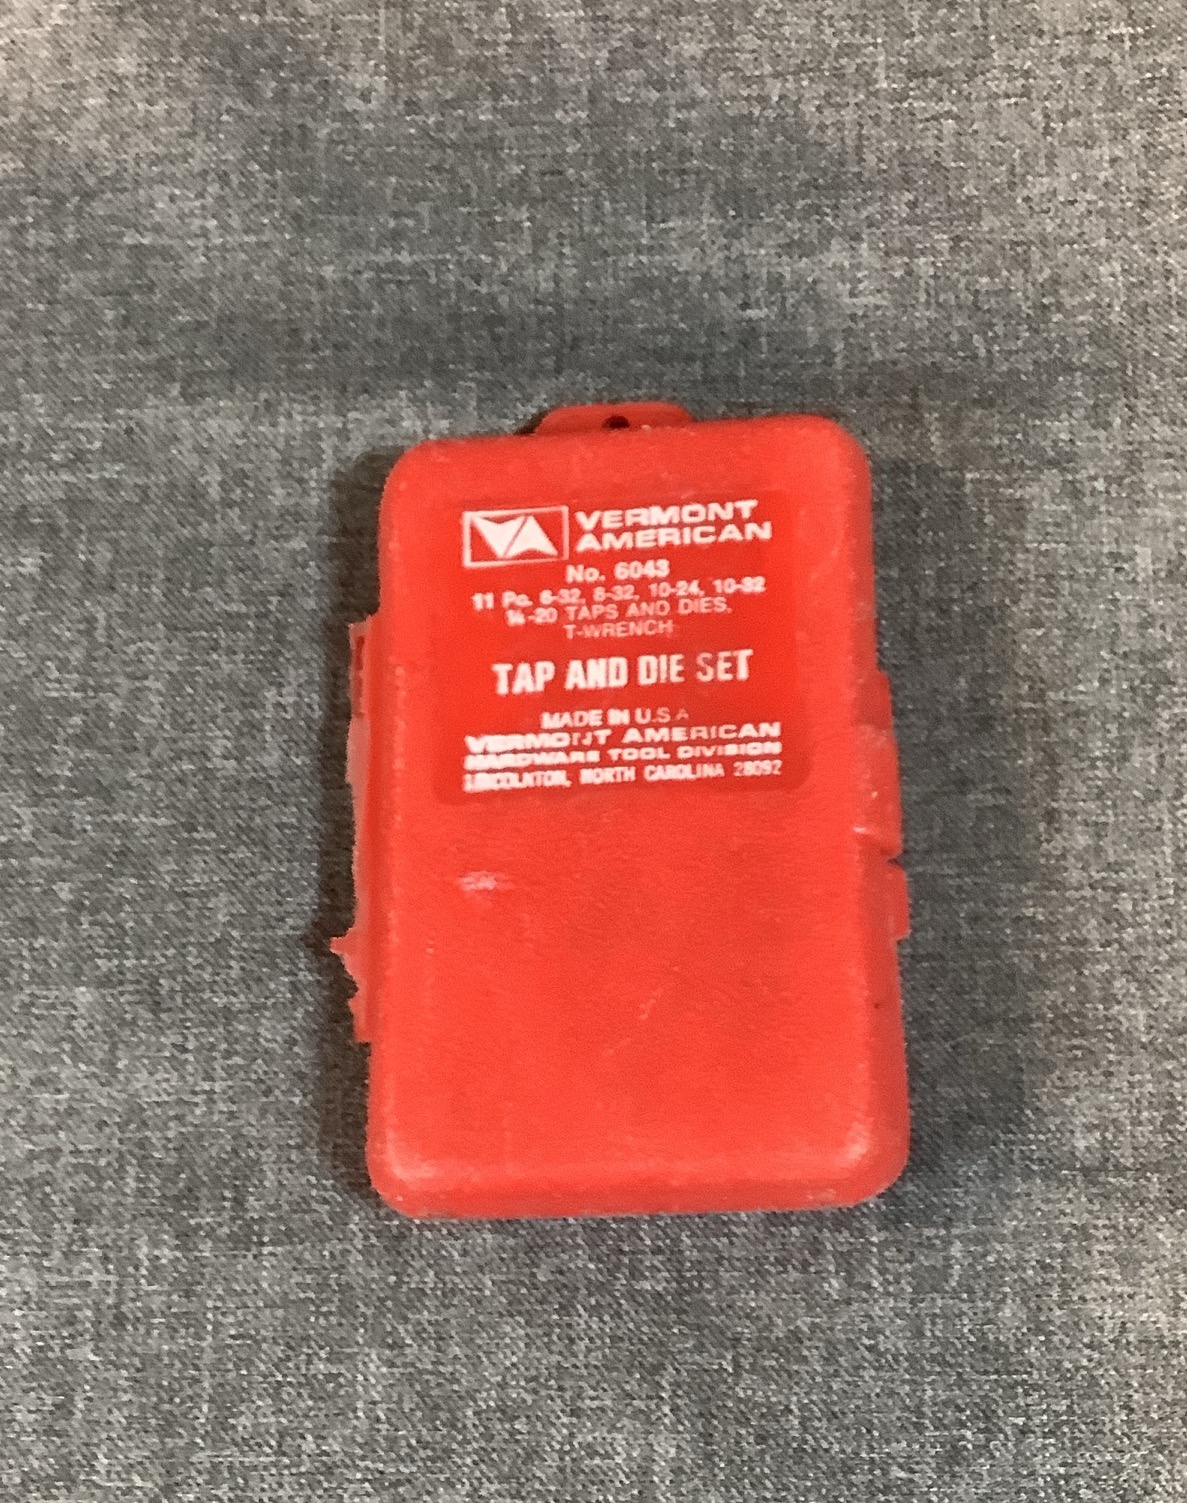 VERMONT
AMERICAN
No. 6043
11 Pc. 6-32, 8-32, 10-24, 10-32
¼-20 TAPS AND DIES,
T-WRENCH
TAP AND DIE SET
MADE IN U.S.A
VERMONT AMERICAN
HARDWARE TOOL DIVISION
LINCOLNTON, NORTH CAROLINA 28092